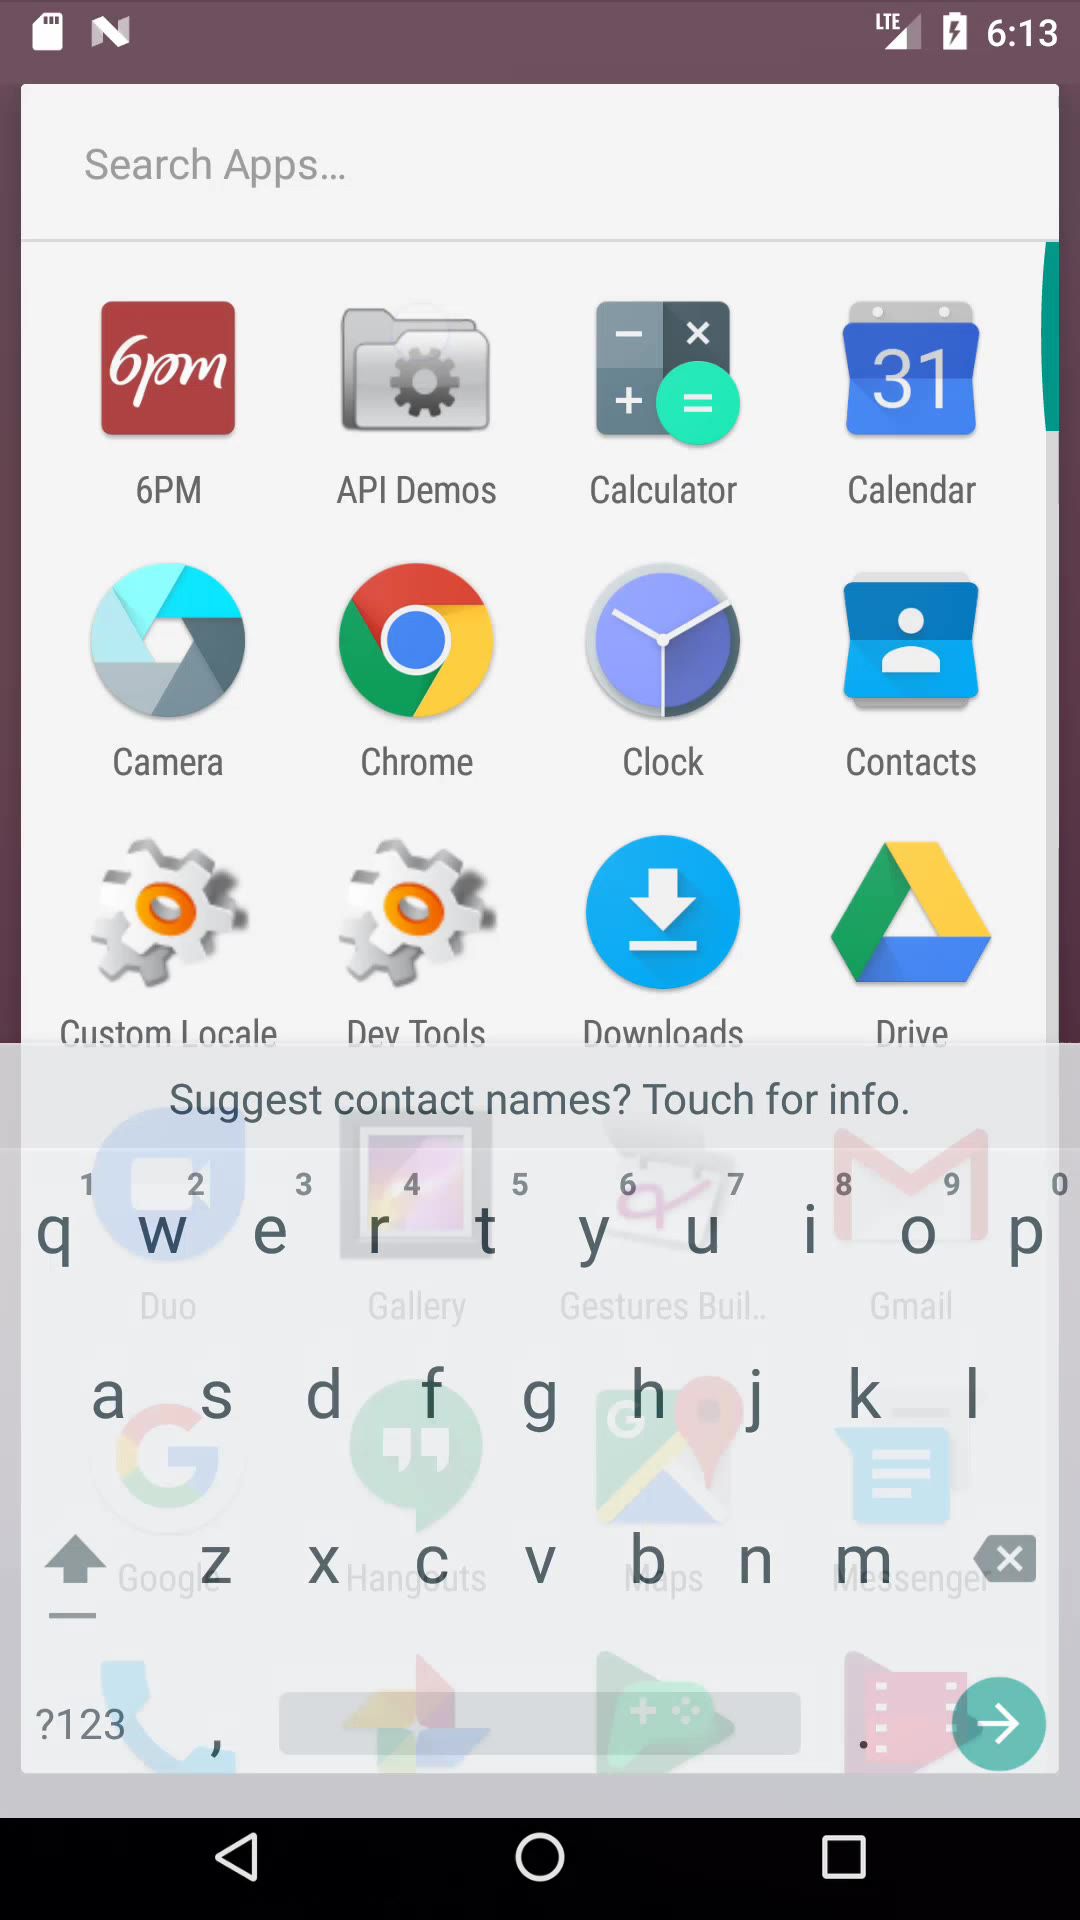 LTE 6:13
Search Apps...
6pm 31
6PM API Demos Calculator Calendar
Camera Chrome Clock Contacts
Custom Locale Dev Tools Downloads Drive
Suggest contact names? Touch for info.
1 2 3 4 5 6 7 8 9 0
q w e r t y u i o p
Duo Gallery Gestures Buil.. Gmail
a s d f g h j k l
z x c v b n m
Google Hangouts Maps Messenger
?123 , .